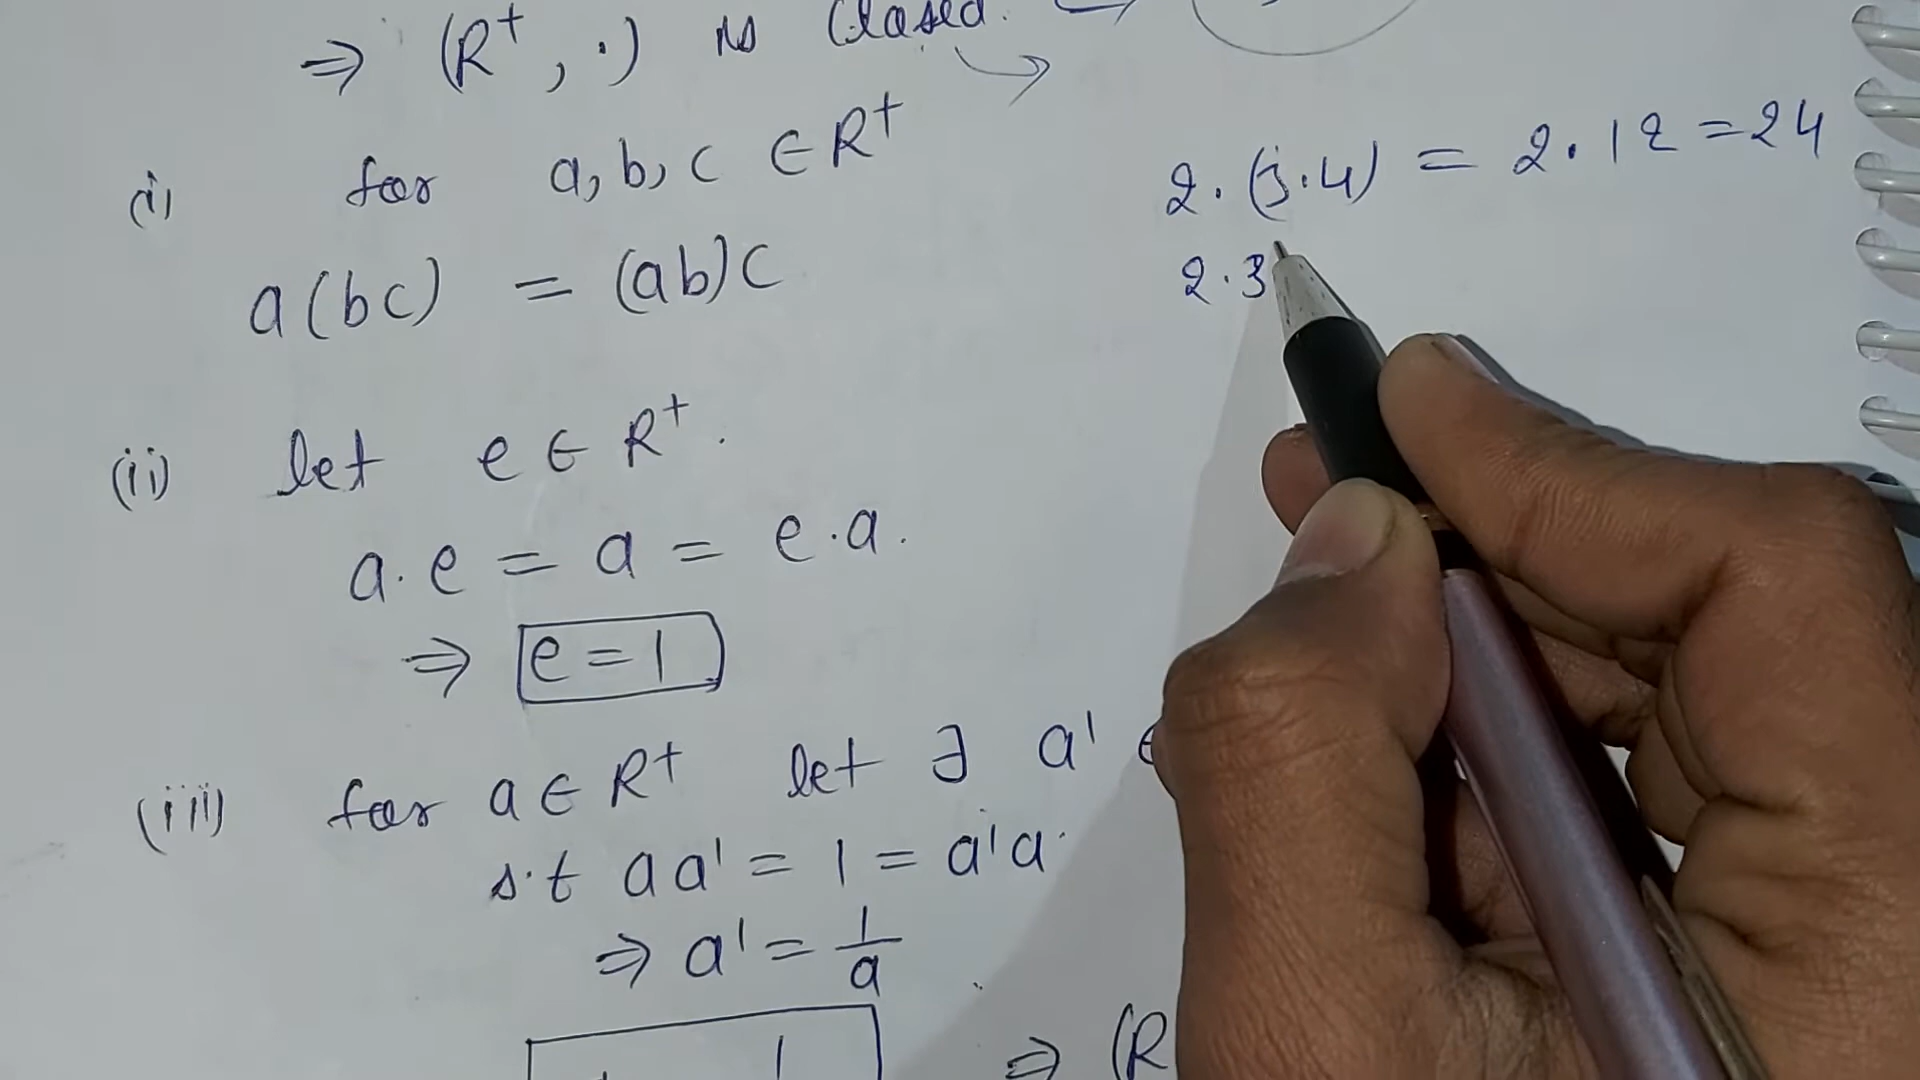 ⇒ (R⁺, ·) is Closed. →
(i) for a, b, c ∈ R⁺
a(bc) = (ab)c
2·(3·4) = 2·12 = 24
2·3
(ii) let e ∈ R⁺.
a·e = a = e·a.
⇒ e = 1
(iii) for a ∈ R⁺ let ∃ a' ∈
s.t aa' = 1 = a'a.
⇒ a' = 1/a
⇒ (R